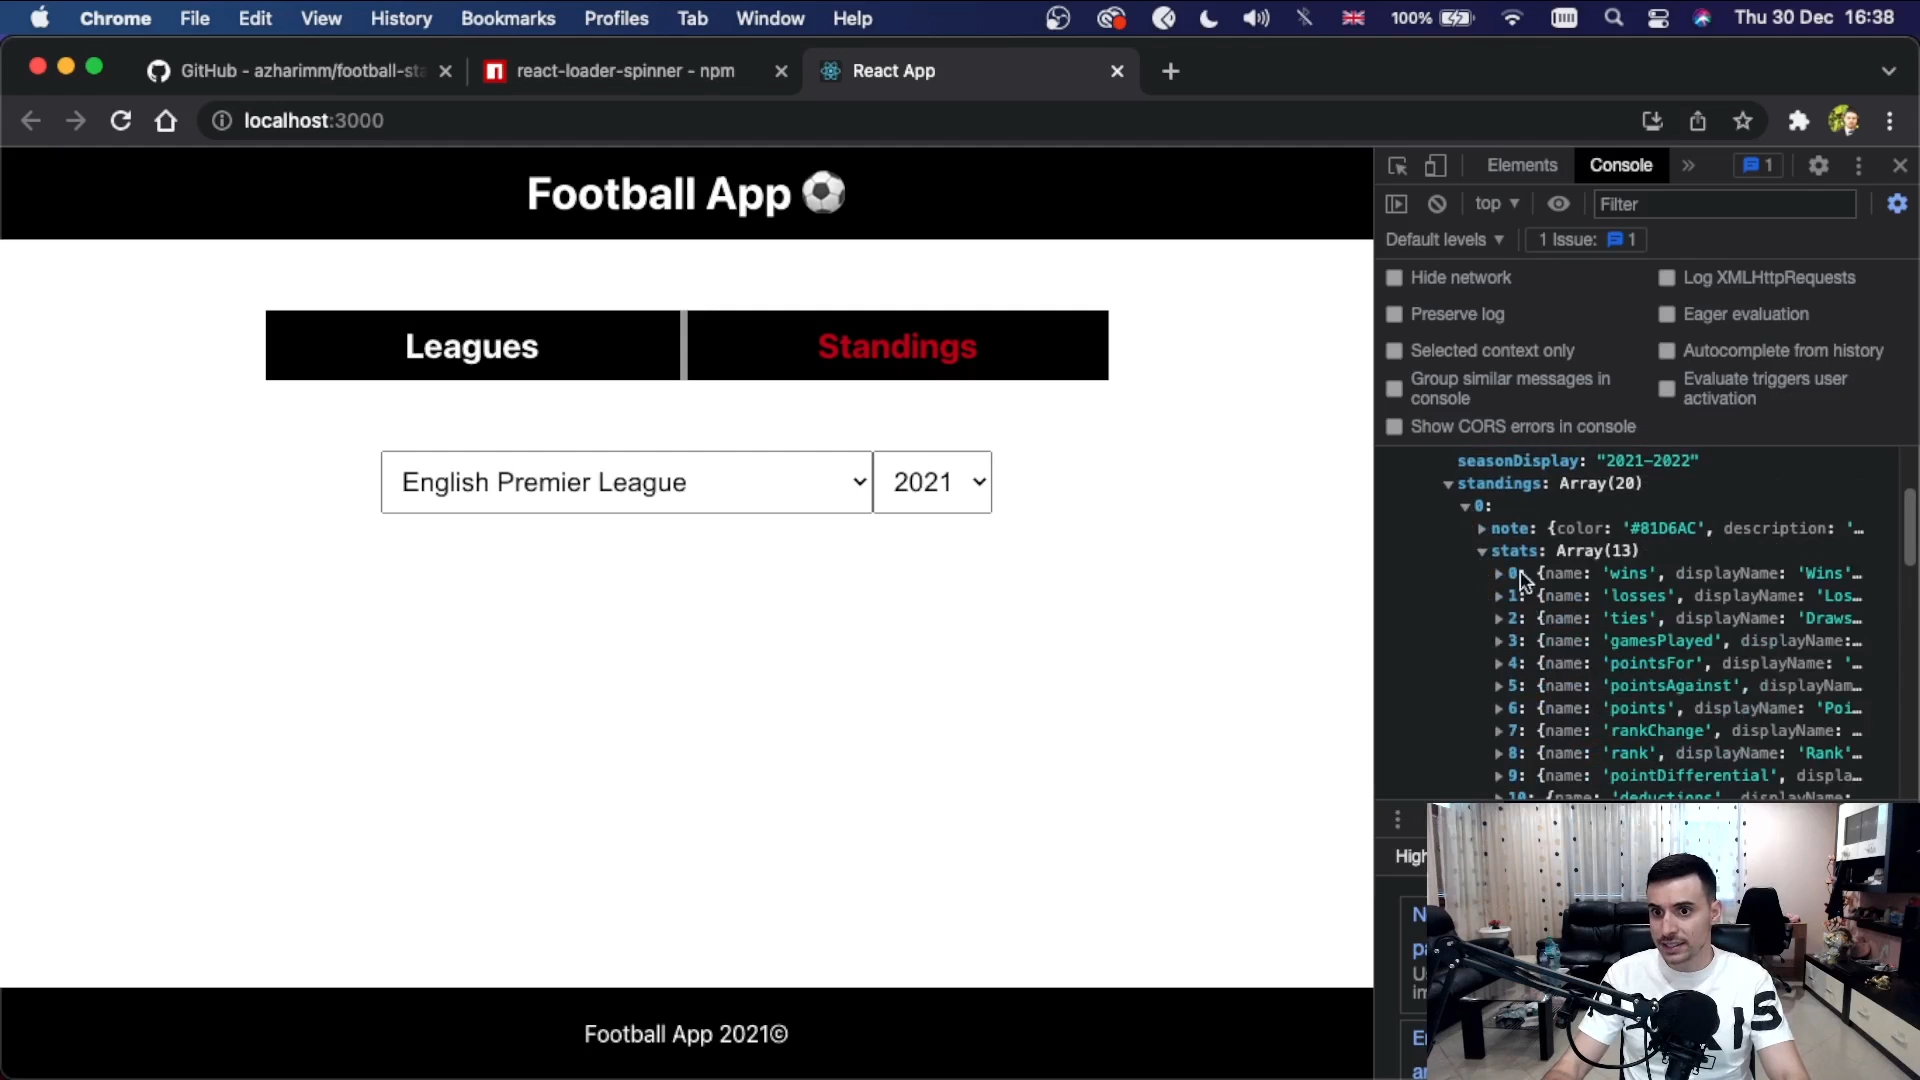 Chrome File Edit View History Bookmarks Profiles Tab Window Help 100% Thu 30 Dec 16:38
GitHub - azharimm/football-sta
react-loader-spinner - npm
React App
localhost:3000
Football App
Leagues Standings
English Premier League 2021
Football App 2021©
Elements Console » 1
top Filter
Default levels 1 Issue: 1
Hide network Log XMLHttpRequests
Preserve log Eager evaluation
Selected context only Autocomplete from history
Group similar messages in console Evaluate triggers user activation
Show CORS errors in console
seasonDisplay: "2021–2022"
standings: Array(20)
0:
note: {color: '#81D6AC', description: '…
stats: Array(13)
0: {name: 'wins', displayName: 'Wins'…
1: {name: 'losses', displayName: 'Los…
2: {name: 'ties', displayName: 'Draws…
3: {name: 'gamesPlayed', displayName:…
4: {name: 'pointsFor', displayName: '…
5: {name: 'pointsAgainst', displayNam…
6: {name: 'points', displayName: 'Poi…
7: {name: 'rankChange', displayName: …
8: {name: 'rank', displayName: 'Rank'…
9: {name: 'pointDifferential', displa…
10: {name: 'deductions', displayName:
High